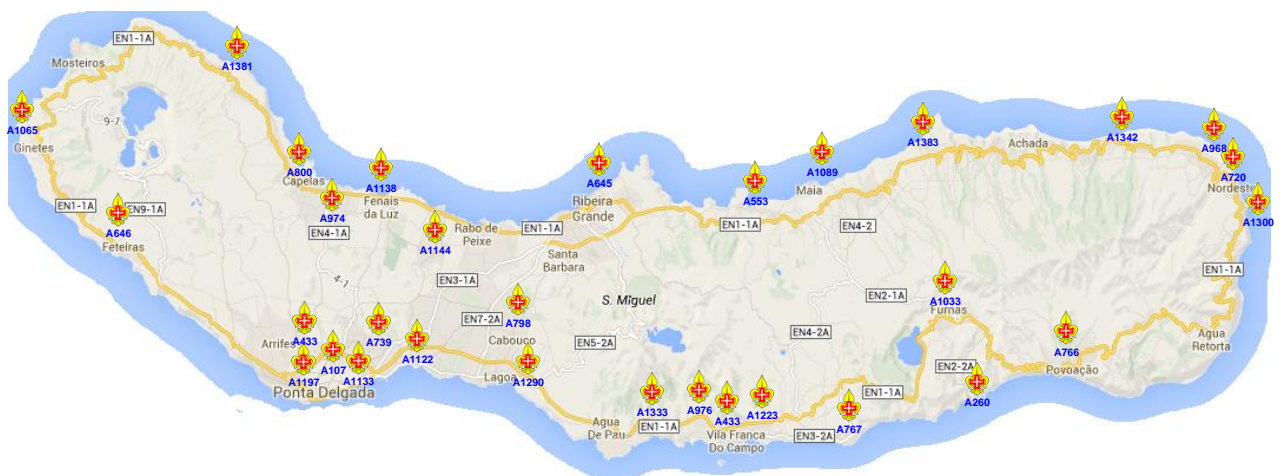 EN1-1A
A1381
Mosteiros
A1065
9-1
Ginetes
A800
Capelas
A1138
A645
A553
A1089
Maia
A1383
Achada
A1342
A968
A720
Nordeste
A1300
EN1-1A
EN9-1A
A646
Feteiras
A974
Fenais
da Luz
EN4-1A
A1144
Rabo de
Peixe
EN1-1A
Ribeira
Grande
Santa
Barbara
EN1-1A
EN4-2
4-1
EN3-1A
S. Miguel
EN2-1A
A1033
Furnas
EN1-1A
A433
Arrifes
A739
A798
EN7-2A
Cabouco
EN5-2A
EN4-2A
A766
Água
Retorta
A107
A1122
A1197
A1133
Ponta Delgada
Lagoa
A1290
EN2-2A
Povoação
A260
A1333
A976
A433
A1223
A767
EN1-1A
Agua
De Pau
EN1-1A
Vila Franca
Do Campo
EN3-2A